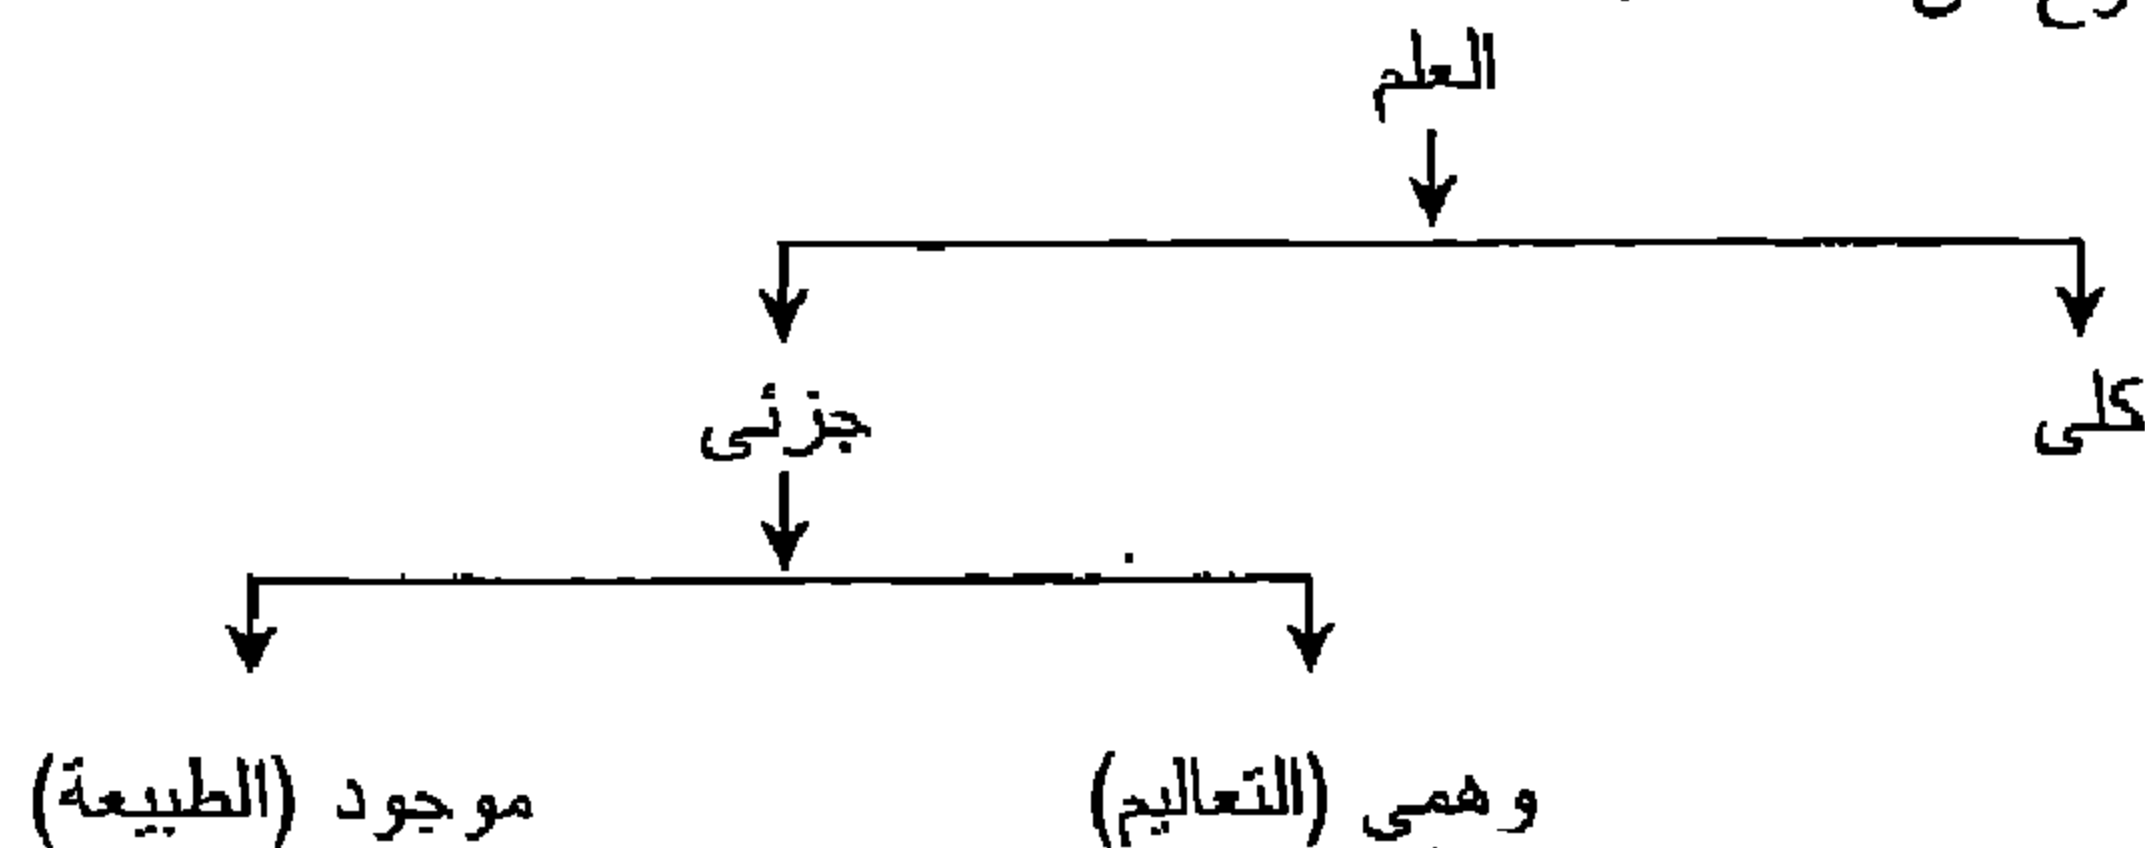 العلم
كلى
جزئى
وهمى (التعاليم)
موجود (الطبيعة)